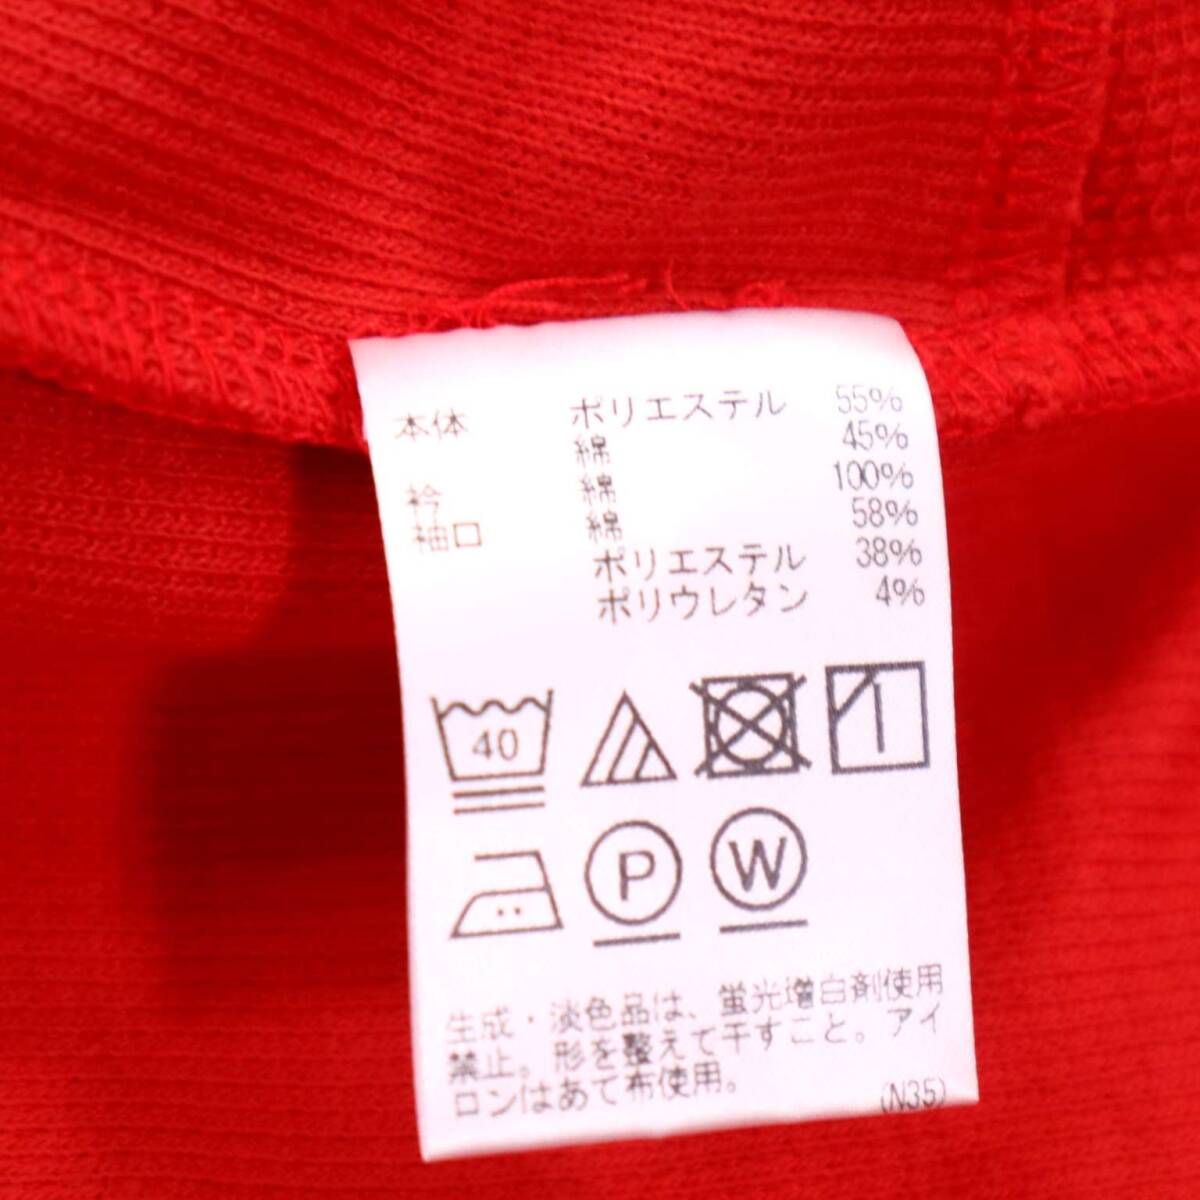 本体 ポリエステル 55%
綿 45%
衿 綿 100%
袖口 綿 58%
ポリエステル 38%
ポリウレタン 4%
40
P W
生成・淡色品は、蛍光増白剤使用
禁止。形を整えて干すこと。アイ
ロンはあて布使用。
(N35)